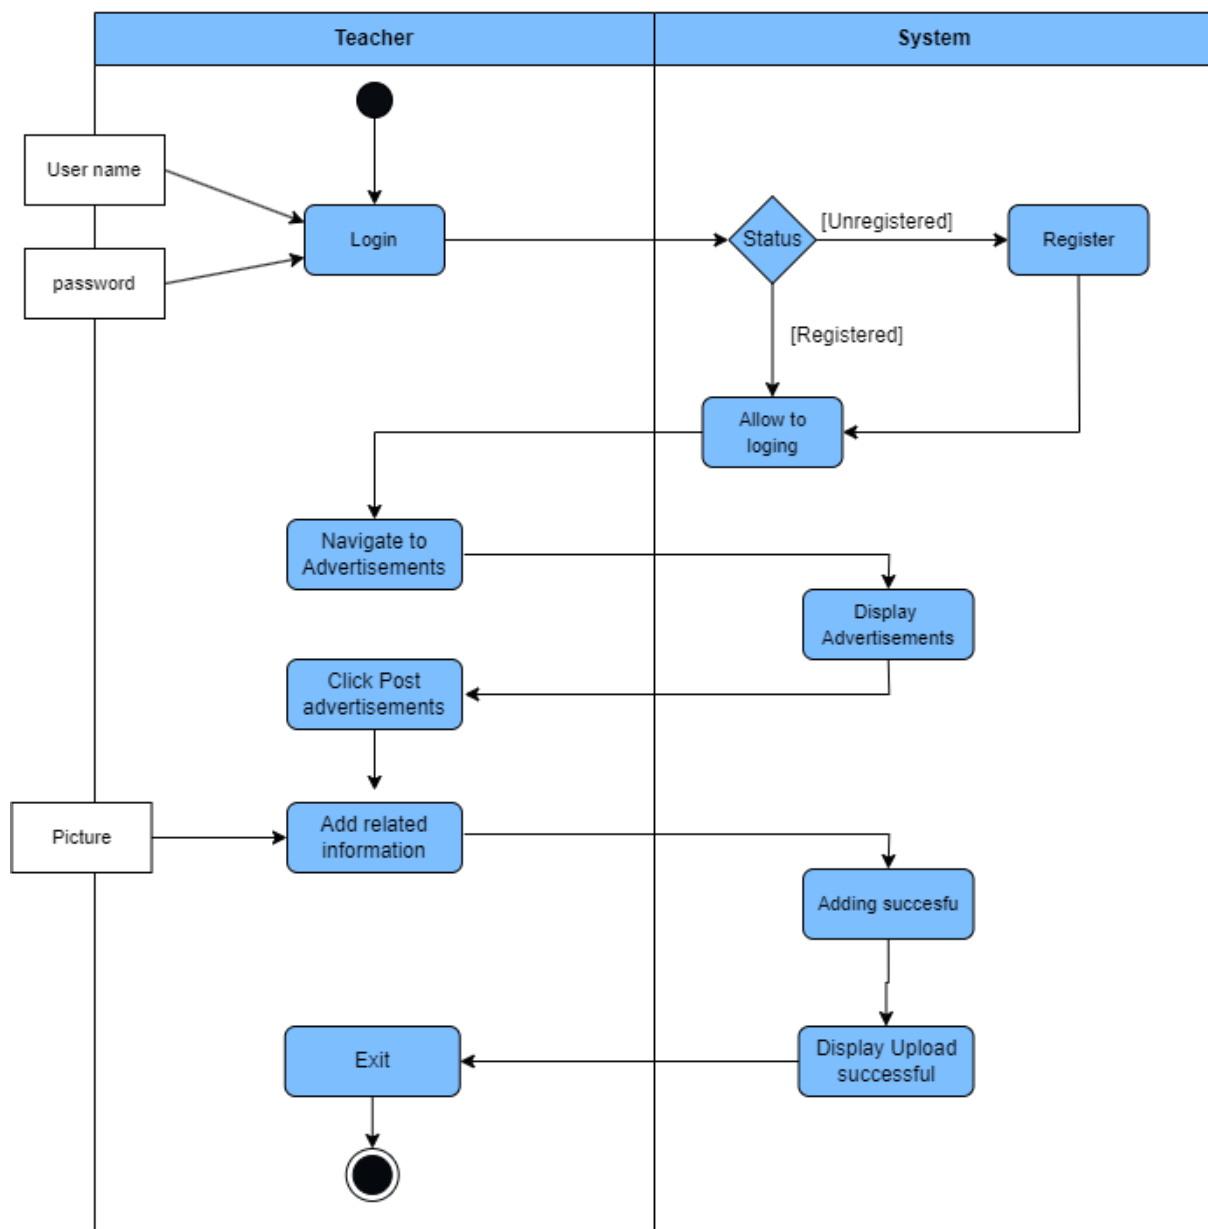 Teacher
System
User name
password
Login
Status
[Unregistered]
Register
[Registered]
Allow to
loging
Navigate to
Advertisements
Display
Advertisements
Click Post
advertisements
Picture
Add related
information
Adding succesfu
Display Upload
successful
Exit